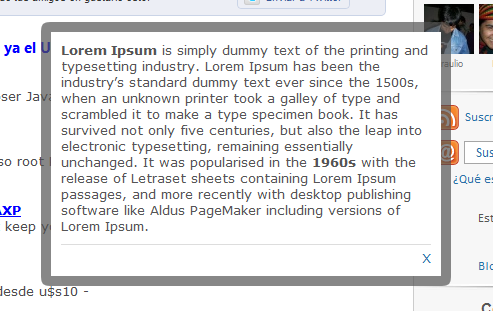 ya el
Lorem Ipsum is simply dummy text of the printing and
typesetting industry. Lorem Ipsum has been the
industry's standard dummy text ever since the 1500s,
when an unknown printer took a galley of type and
scrambled it to make a type specimen book. It has
survived not only five centuries, but also the leap into
electronic typesetting, remaining essentially
unchanged. It was popularised in the 1960s with the
release of Letraset sheets containing Lorem Ipsum
passages, and more recently with desktop publishing
software like Aldus PageMaker including versions of
Lorem Ipsum.
X
so root
AXP
keep
desde u$s10 -
raulio
Suscr
@
Sus
¿Qué es
Est
Blo